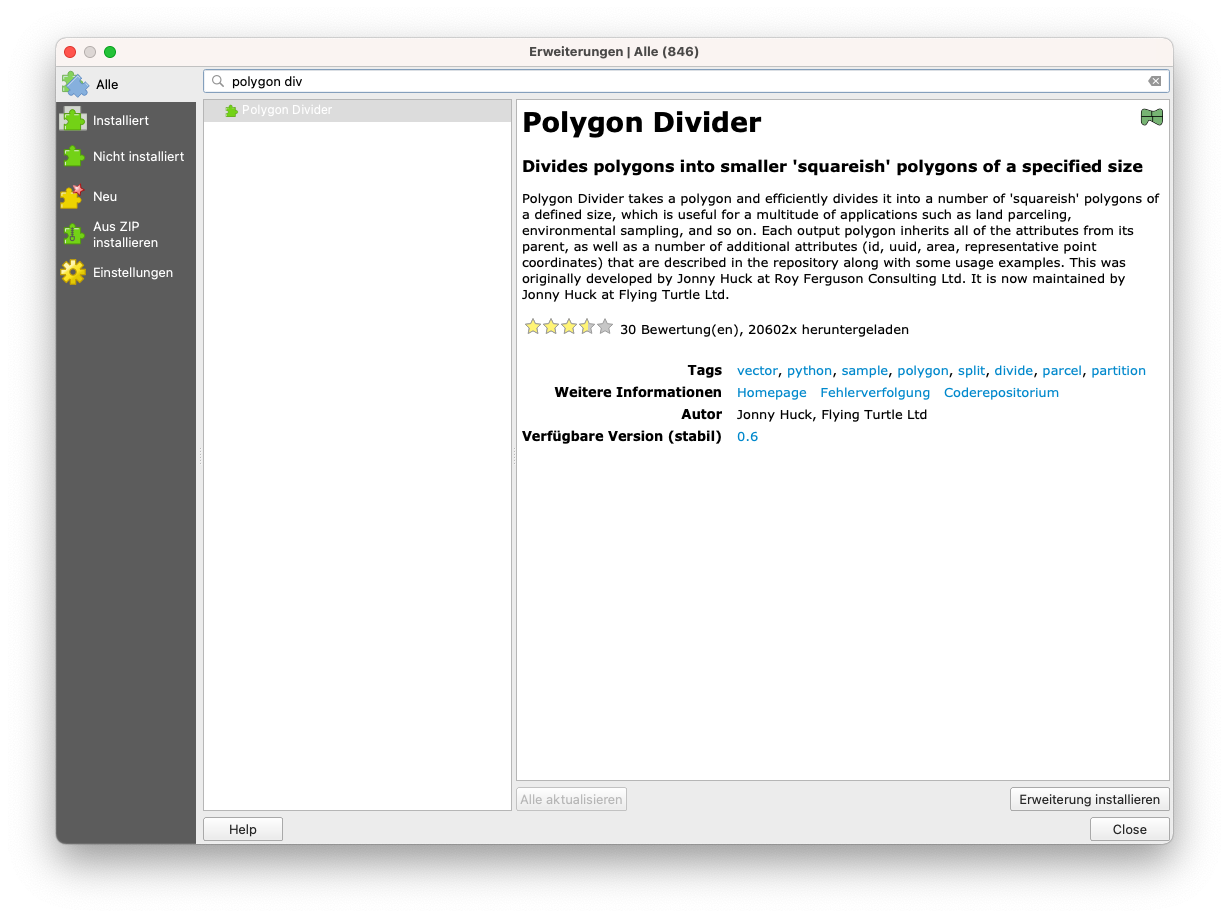 Erweiterungen | Alle (846)
Alle
Installiert
Nicht installiert
Neu
Aus ZIP
installieren
Einstellungen
polygon div
Polygon Divider
Polygon Divider
Divides polygons into smaller 'squareish' polygons of a specified size
Polygon Divider takes a polygon and efficiently divides it into a number of 'squareish' polygons of
a defined size, which is useful for a multitude of applications such as land parceling,
environmental sampling, and so on. Each output polygon inherits all of the attributes from its
parent, as well as a number of additional attributes (id, uuid, area, representative point
coordinates) that are described in the repository along with some usage examples. This was
originally developed by Jonny Huck at Roy Ferguson Consulting Ltd. It is now maintained by
Jonny Huck at Flying Turtle Ltd.
30 Bewertung(en), 20602x heruntergeladen
Tags vector, python, sample, polygon, split, divide, parcel, partition
Weitere Informationen Homepage Fehlerverfolgung Coderepositorium
Autor Jonny Huck, Flying Turtle Ltd
Verfügbare Version (stabil) 0.6
Alle aktualisieren
Erweiterung installieren
Help
Close